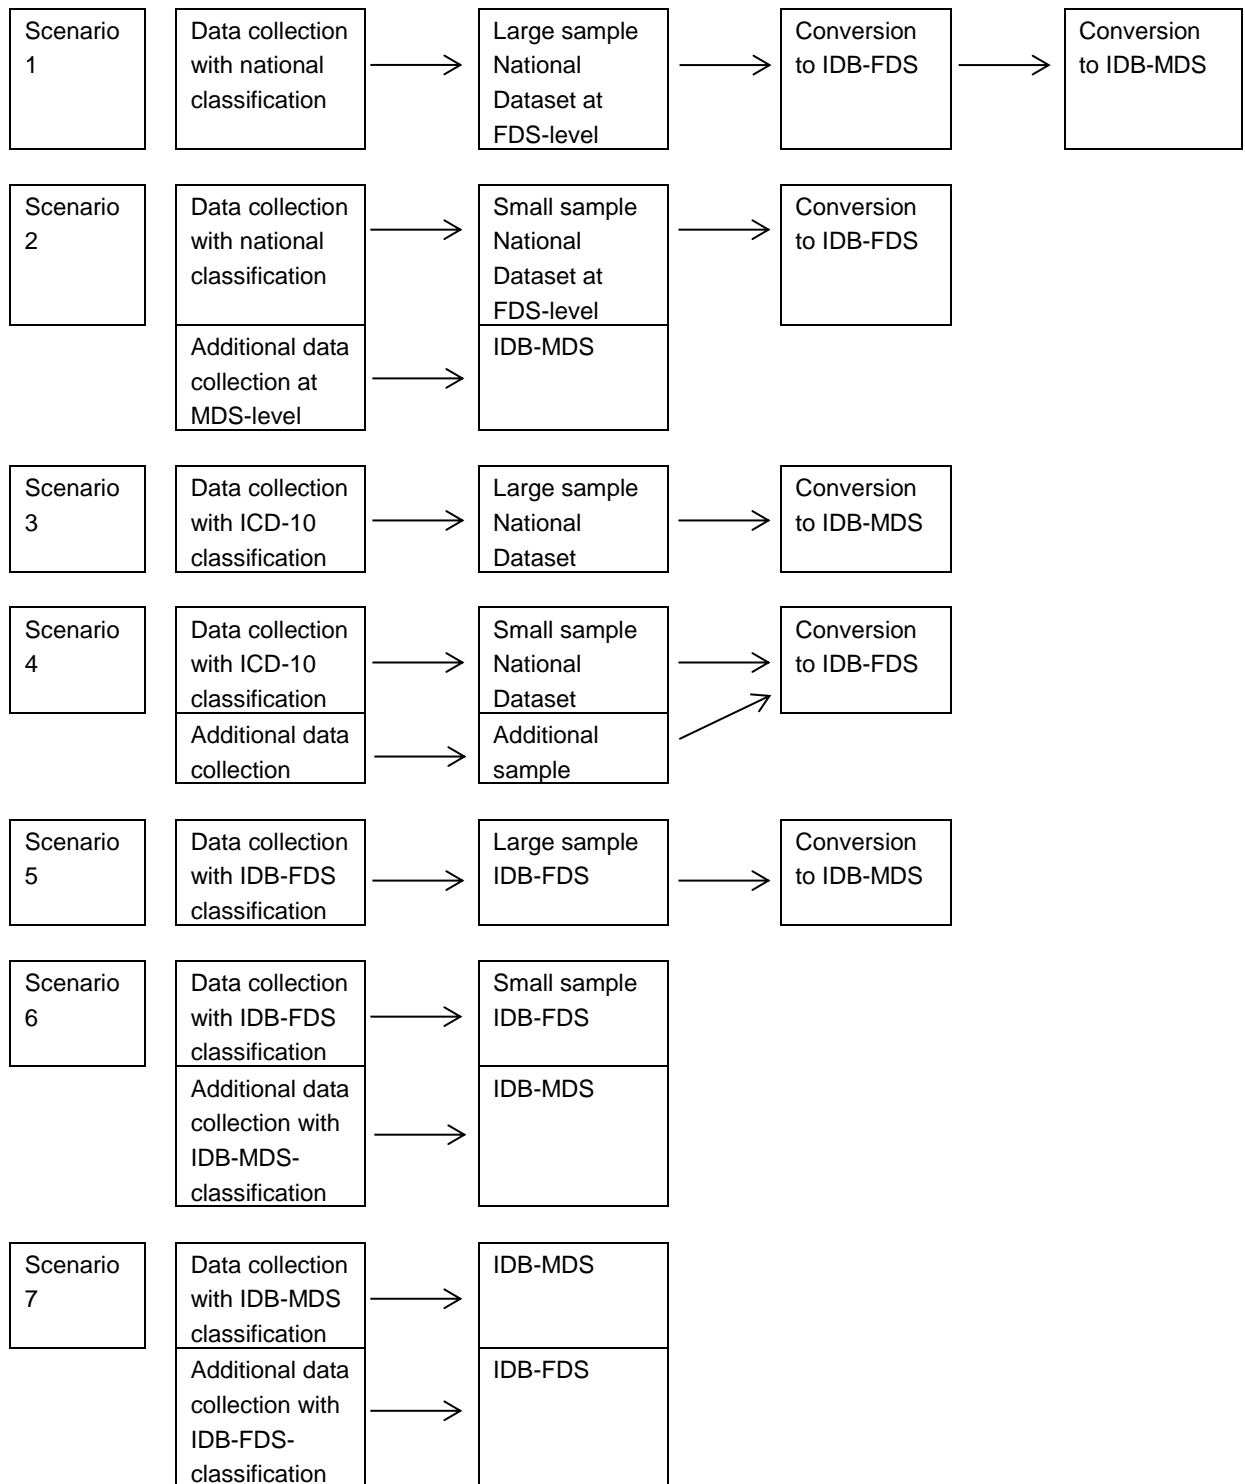 Scenario
1
Data collection
with national
classification
Large sample
National
Dataset at
FDS-level
Conversion
to IDB-FDS
Conversion
to IDB-MDS
Scenario
2
Data collection
with national
classification
Small sample
National
Dataset at
FDS-level
Conversion
to IDB-FDS
Additional data
collection at
MDS-level
IDB-MDS
Scenario
3
Data collection
with ICD-10
classification
Large sample
National
Dataset
Conversion
to IDB-MDS
Scenario
4
Data collection
with ICD-10
classification
Small sample
National
Dataset
Conversion
to IDB-FDS
Additional data
collection
Additional
sample
Scenario
5
Data collection
with IDB-FDS
classification
Large sample
IDB-FDS
Conversion
to IDB-MDS
Scenario
6
Data collection
with IDB-FDS
classification
Small sample
IDB-FDS
Additional data
collection with
IDB-MDS-
classification
IDB-MDS
Scenario
7
Data collection
with IDB-MDS
classification
IDB-MDS
Additional data
collection with
IDB-FDS-
classification
IDB-FDS